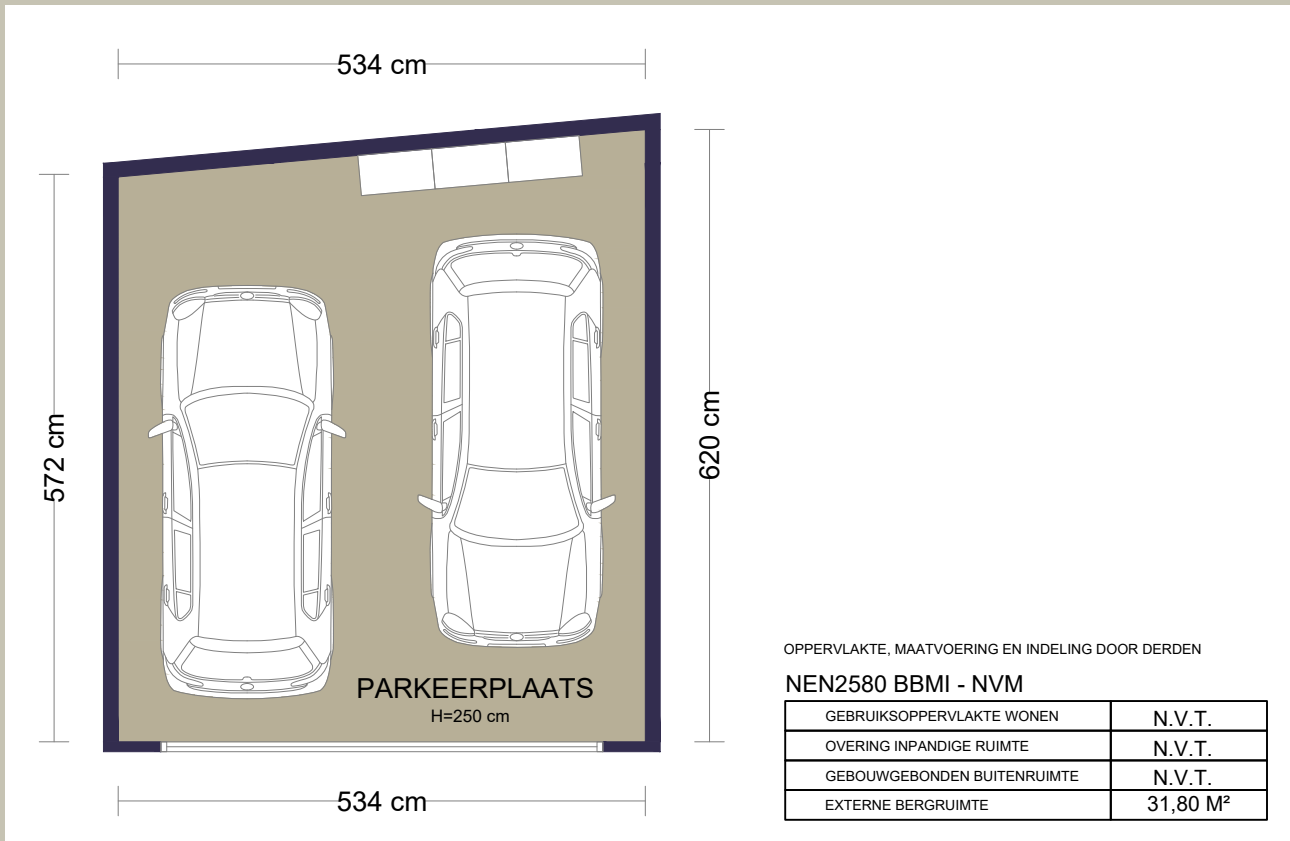 534 cm
572 cm
620 cm
PARKEERPLAATS
H=250 cm
534 cm
OPPERVLAKTE, MAATVOERING EN INDELING DOOR DERDEN
NEN2580 BBMI - NVM
GEBRUIKSOPPERVLAKTE WONEN N.V.T.
OVERING INPANDIGE RUIMTE N.V.T.
GEBOUWGEBONDEN BUITENRUIMTE N.V.T.
EXTERNE BERGRUIMTE 31,80 M²